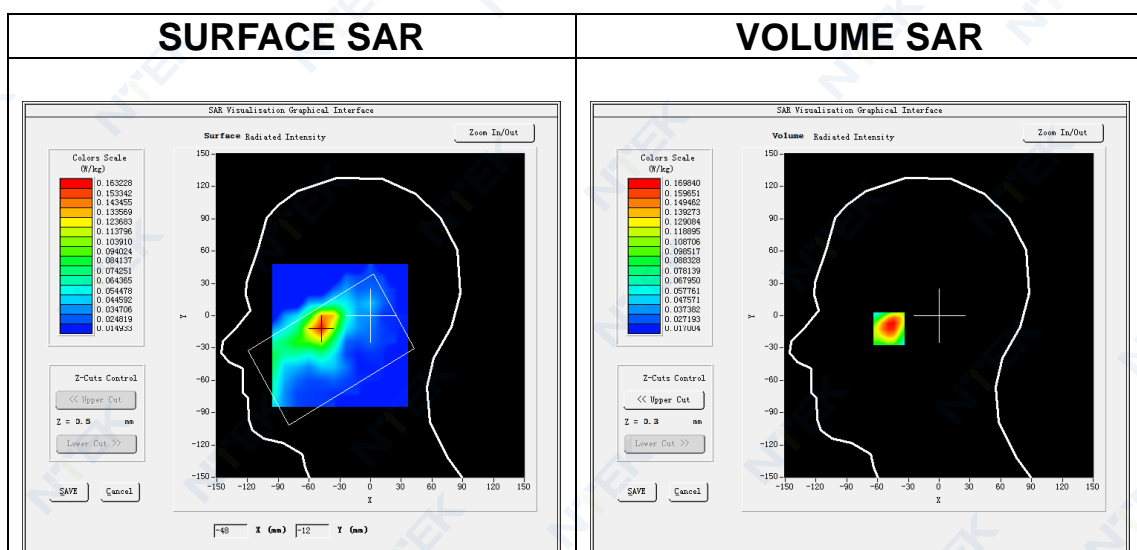 SURFACE SAR
VOLUME SAR
SAR Visualisation Graphical Interface
Surface Radiated Intensity
Zoom In/Out
Colors Scale
(W/kg)
0.163228
0.153342
0.143455
0.133569
0.123683
0.113796
0.103910
0.094024
0.084137
0.074251
0.064365
0.054478
0.044592
0.034706
0.024819
0.014933
150
120
90
60
30
0
-30
-60
-90
-120
-150
Y
-150 -120 -90 -60 -30 0 30 60 90 120 150
X
Z-Cuts Control
<< Upper Cut
Z = 0.5 mm
Lower Cut >>
SAVE Cancel
-48 X (mm) -12 Y (mm)
SAR Visualisation Graphical Interface
Volume Radiated Intensity
Zoom In/Out
Colors Scale
(W/kg)
0.169840
0.159651
0.149462
0.139273
0.129084
0.118895
0.108706
0.098517
0.088328
0.078139
0.067950
0.057761
0.047571
0.037382
0.027193
0.017004
150
120
90
60
30
0
-30
-60
-90
-120
-150
Y
-150 -120 -90 -60 -30 0 30 60 90 120 150
X
Z-Cuts Control
<< Upper Cut
Z = 0.3 mm
Lower Cut >>
SAVE Cancel
NTEK